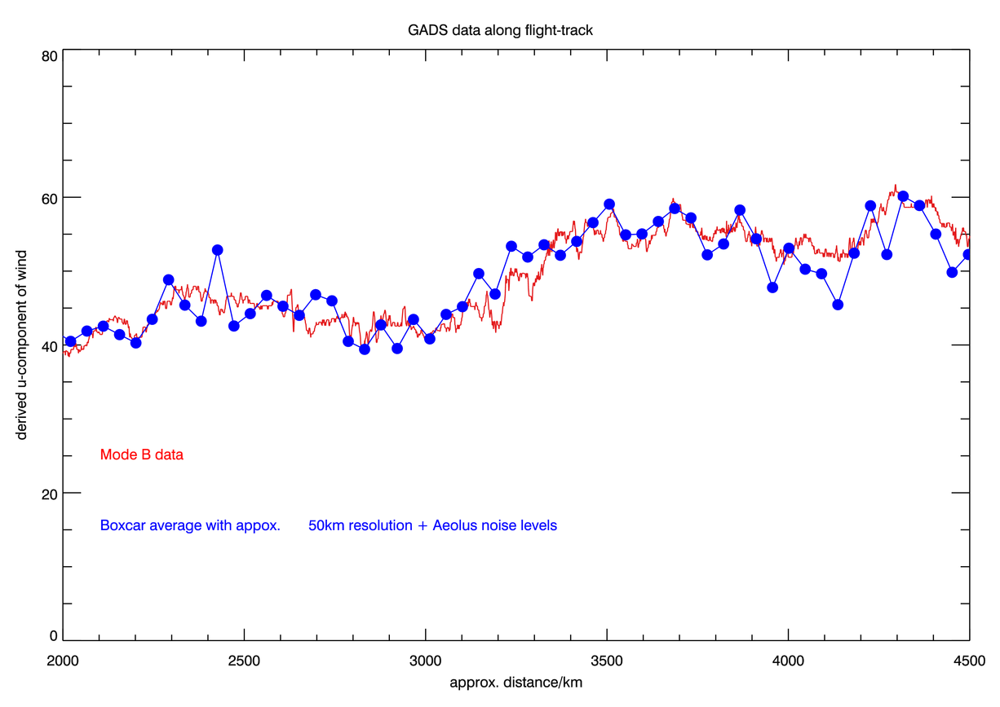 GADS data along flight-track
80
60
40
20
0
derived u-component of wind
Mode B data
Boxcar average with appox. 50km resolution + Aeolus noise levels
2000 2500 3000 3500 4000 4500
approx. distance/km